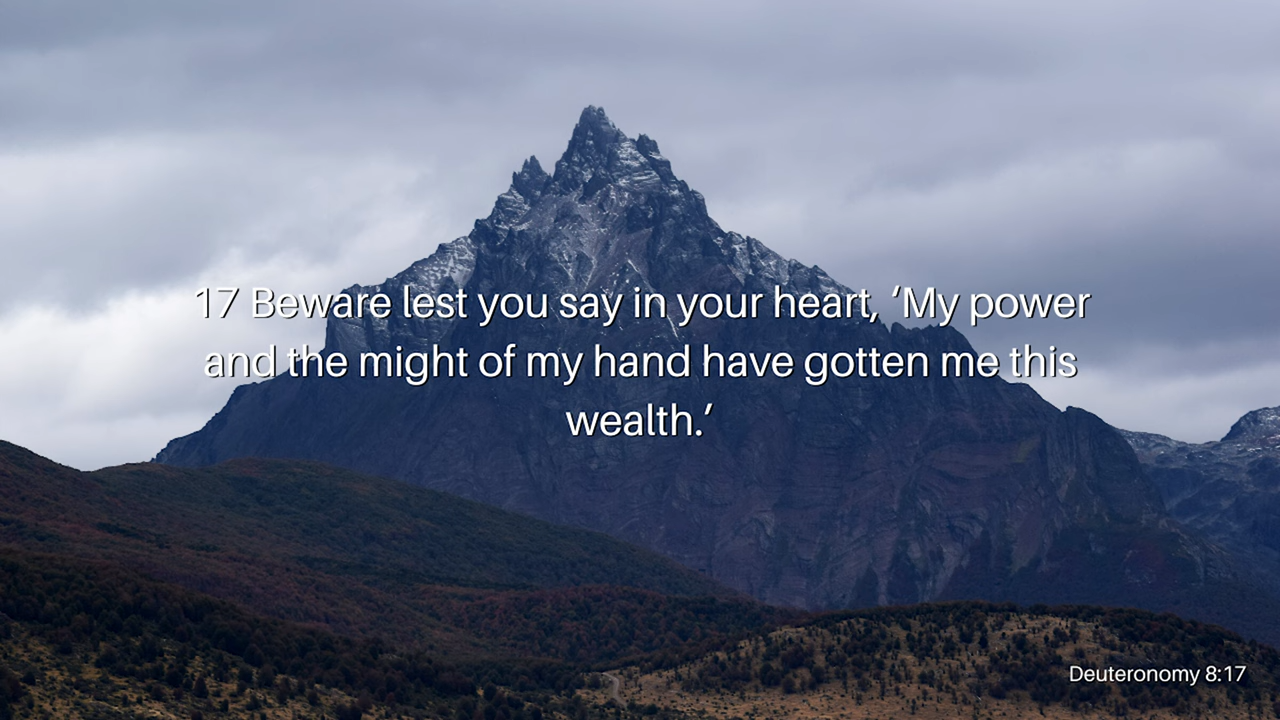 17 Beware lest you say in your heart, ‘My power
and the might of my hand have gotten me this
wealth.’
Deuteronomy 8:17